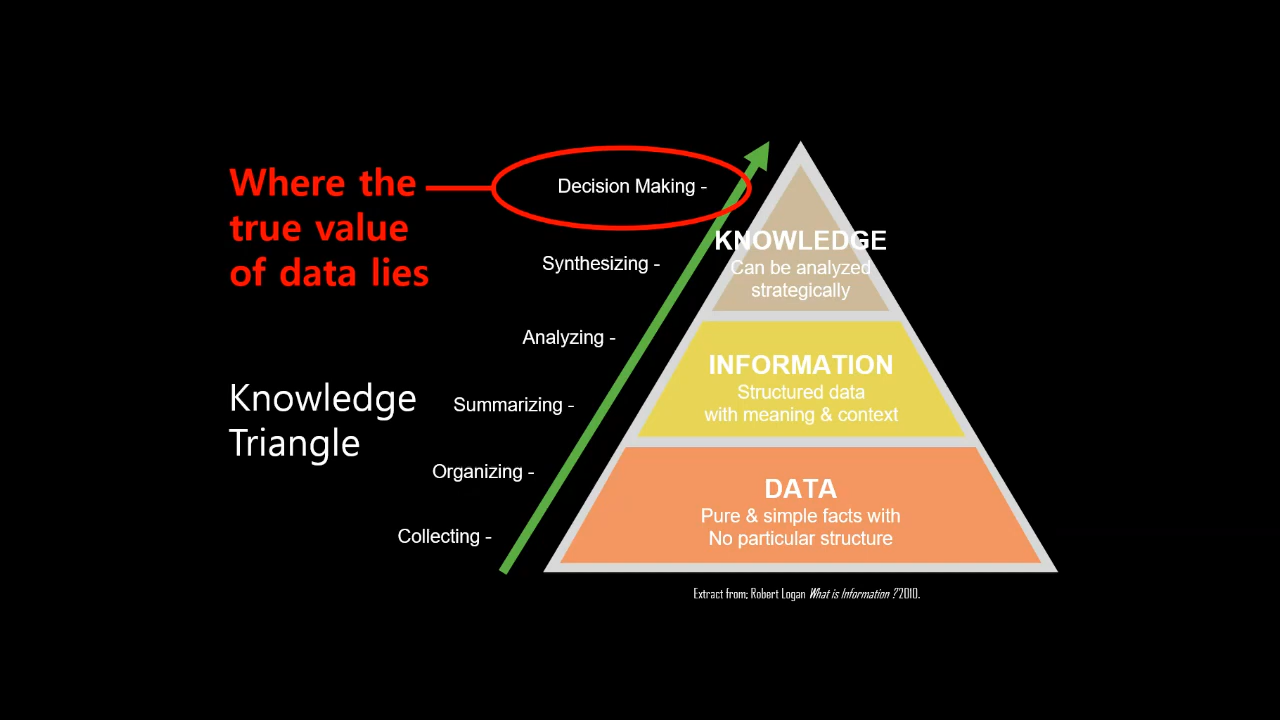 Where the
true value
of data lies
Knowledge
Triangle
Decision Making -
Synthesizing -
Analyzing -
Summarizing -
Organizing -
Collecting -
KNOWLEDGE
Can be analyzed
strategically
INFORMATION
Structured data
with meaning & context
DATA
Pure & simple facts with
No particular structure
Extract from; Robert Logan What is Information ? 2010.